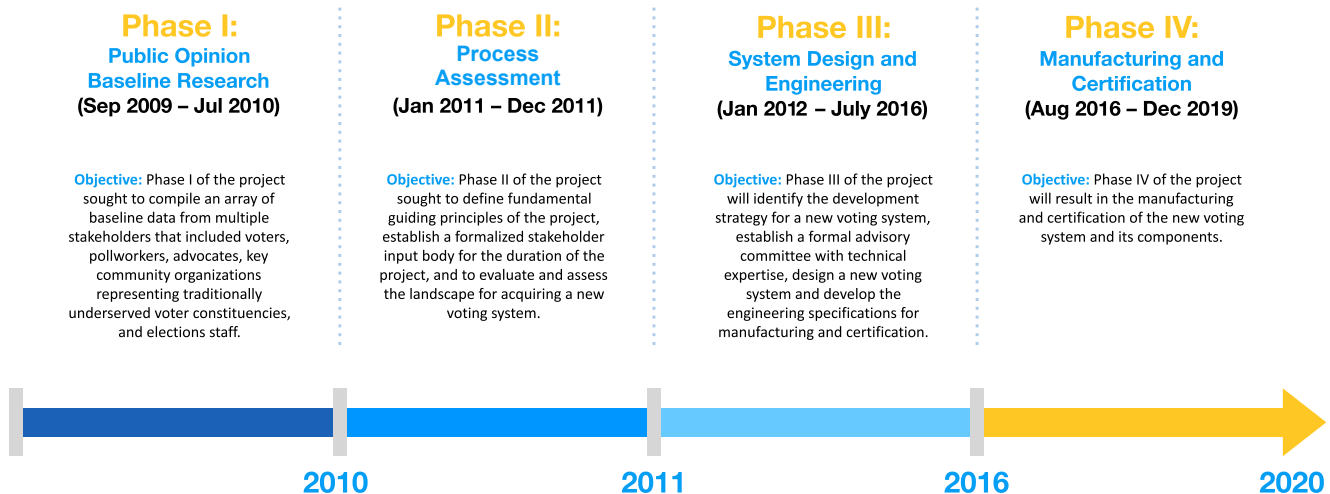 Phase I:
Public Opinion
Baseline Research
(Sep 2009 – Jul 2010)
Objective: Phase I of the project
sought to compile an array of
baseline data from multiple
stakeholders that included voters,
pollworkers, advocates, key
community organizations
representing traditionally
underserved voter constituencies,
and elections staff.
Phase II:
Process
Assessment
(Jan 2011 – Dec 2011)
Objective: Phase II of the project
sought to define fundamental
guiding principles of the project,
establish a formalized stakeholder
input body for the duration of the
project, and to evaluate and assess
the landscape for acquiring a new
voting system.
Phase III:
System Design and
Engineering
(Jan 2012 – July 2016)
Objective: Phase III of the project
will identify the development
strategy for a new voting system,
establish a formal advisory
committee with technical
expertise, design a new voting
system and develop the
engineering specifications for
manufacturing and certification.
Phase IV:
Manufacturing and
Certification
(Aug 2016 – Dec 2019)
Objective: Phase IV of the project
will result in the manufacturing
and certification of the new voting
system and its components.
2010
2011
2016
2020